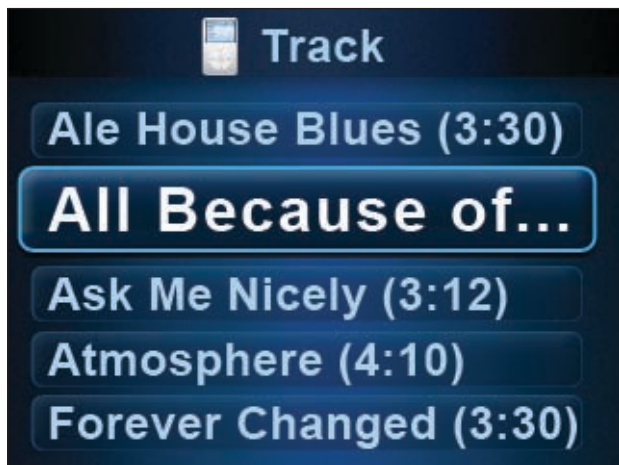 Track
Ale House Blues (3:30)
All Because of...
Ask Me Nicely (3:12)
Atmosphere (4:10)
Forever Changed (3:30)